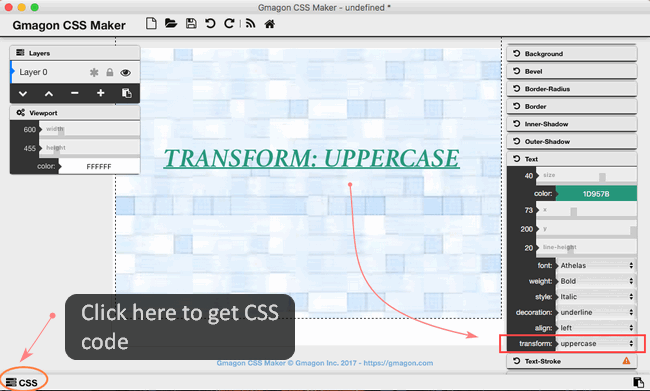 Gmagon CSS Maker - undefined *
Gmagon CSS Maker
Layers
Layer 0
Viewport
600 width
455 height
color: FFFFFF
TRANSFORM: UPPERCASE
Background
Bevel
Border-Radius
Border
Inner-Shadow
Outer-Shadow
Text
40 size
color: 1D957B
73 x
200 y
20 line-height
font: Athelas
weight: Bold
style: Italic
decoration: underline
align: left
transform: uppercase
Text-Stroke
Click here to get CSS
code
Gmagon CSS Maker © Gmagon Inc. 2017 - https://gmagon.com
CSS